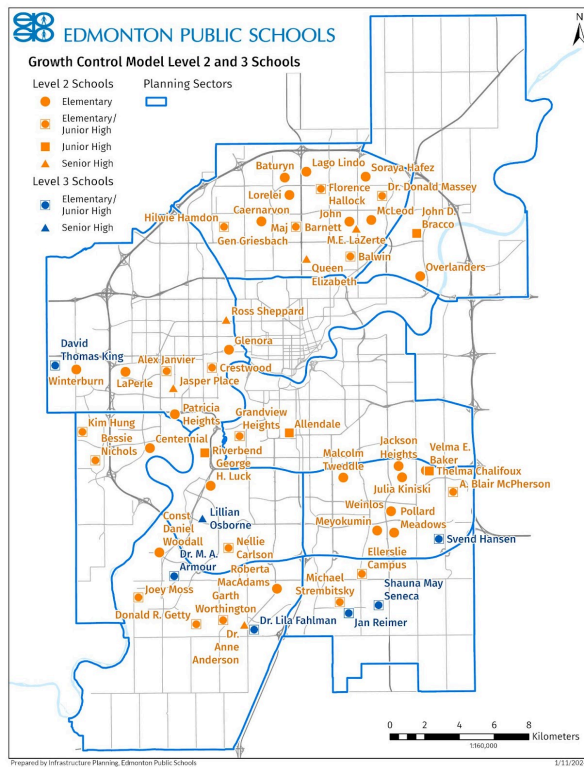 N
EDMONTON PUBLIC SCHOOLS
Growth Control Model Level 2 and 3 Schools
Level 2 Schools
Planning Sectors
Elementary
Elementary/
Junior High
Junior High
Senior High
Level 3 Schools
Elementary/
Junior High
Senior High
Baturyn
Lago Lindo
Soraya Hafez
Lorelei
Florence
Hallock
Dr. Donald Massey
Hilwie Hamdon
Caernarvon
John
McLeod
John D.
Bracco
Gen Griesbach
Maj
Barnett
M.E. LaZerte
Balwin
Queen
Elizabeth
Overlanders
Ross Sheppard
Glenora
David
Thomas King
Alex Janvier
Crestwood
Winterburn
LaPerle
Jasper Place
Patricia
Heights
Grandview
Heights
Allendale
Kim Hung
Bessie
Nichols
Centennial
Riverbend
George
H. Luck
Malcolm
Tweddle
Jackson
Heights
Velma E.
Baker
Thelma Chalifoux
Julia Kiniski
A. Blair McPherson
Weinlos
Pollard
Meadows
Meyokumin
Svend Hansen
Const
Daniel
Woodall
Lillian
Osborne
Dr. M. A.
Armour
Nellie
Carlson
Roberta
MacAdams
Ellerslie
Campus
Michael
Strembitsky
Shauna May
Seneca
Joey Moss
Garth
Worthington
Donald R. Getty
Dr.
Anne
Anderson
Dr. Lila Fahlman
Jan Reimer
0 2 4 6 8
Kilometers
1:160,000
Prepared by Infrastructure Planning, Edmonton Public Schools